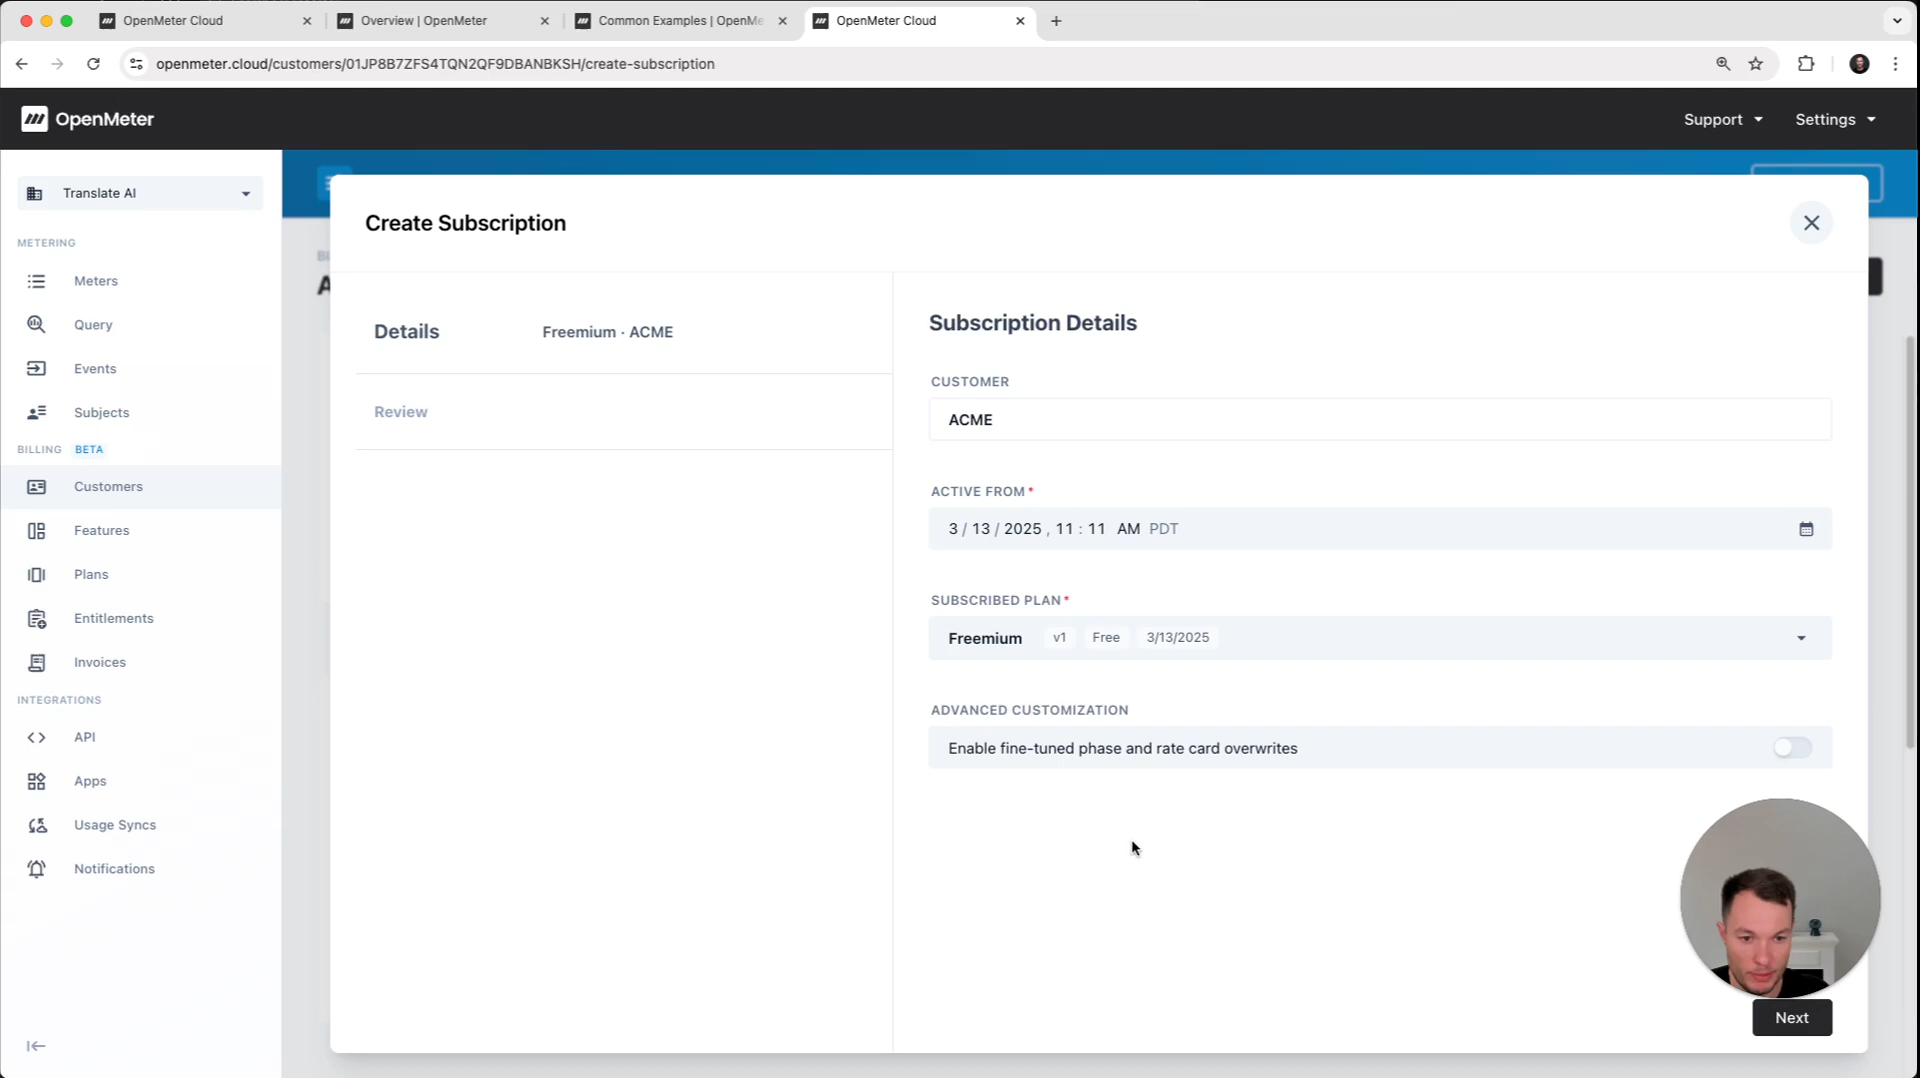 OpenMeter Cloud
Overview | OpenMeter
Common Examples | OpenMe
OpenMeter Cloud
openmeter.cloud/customers/01JP8B7ZFS4TQN2QF9DBANBKSH/create-subscription
OpenMeter
Support
Settings
Translate AI
METERING
Meters
Query
Events
Subjects
BILLING BETA
Customers
Features
Plans
Entitlements
Invoices
INTEGRATIONS
API
Apps
Usage Syncs
Notifications
Create Subscription
Details
Freemium · ACME
Review
Subscription Details
CUSTOMER
ACME
ACTIVE FROM*
3 / 13 / 2025 , 11 : 11 AM PDT
SUBSCRIBED PLAN*
Freemium v1 Free 3/13/2025
ADVANCED CUSTOMIZATION
Enable fine-tuned phase and rate card overwrites
Next